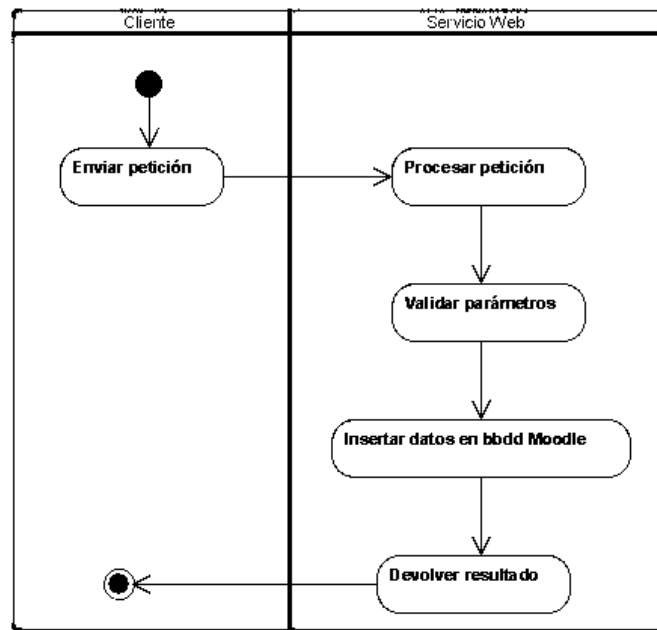 Cliente
Servicio Web
Enviar petición
Procesar petición
Validar parámetros
Insertar datos en bbdd Moodle
Devolver resultado